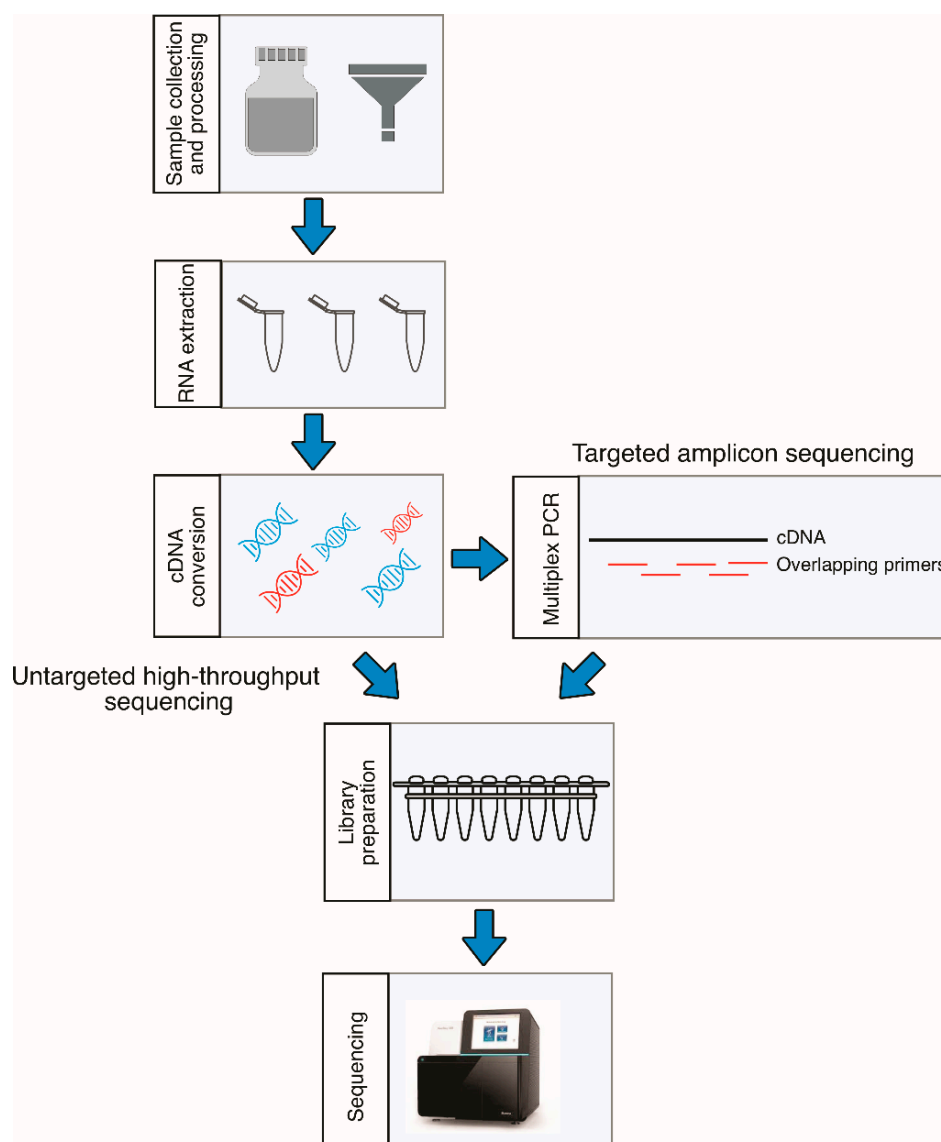 Sample collection
and processing
RNA extraction
cDNA
conversion
Targeted amplicon sequencing
Multiplex PCR
cDNA
Overlapping primers
Untargeted high-throughput
sequencing
Library
preparation
Sequencing